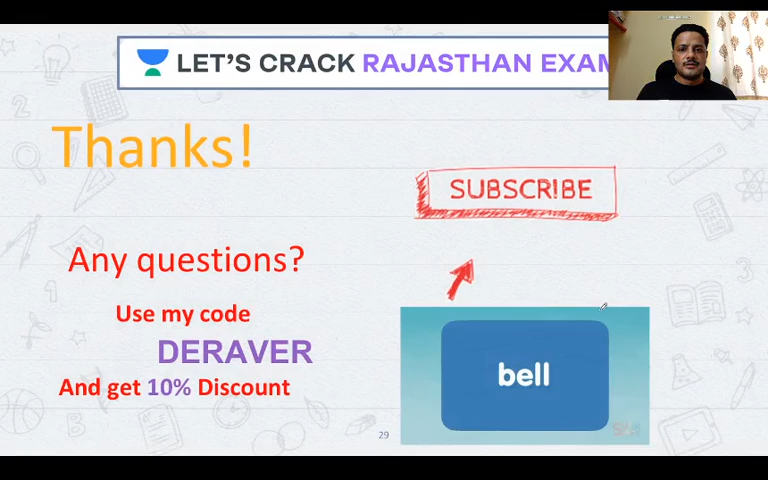 LET'S CRACK RAJASTHAN EXAM
Thanks!
SUBSCRIBE
Any questions?
Use my code
DERAVER
And get 10% Discount
bell
29